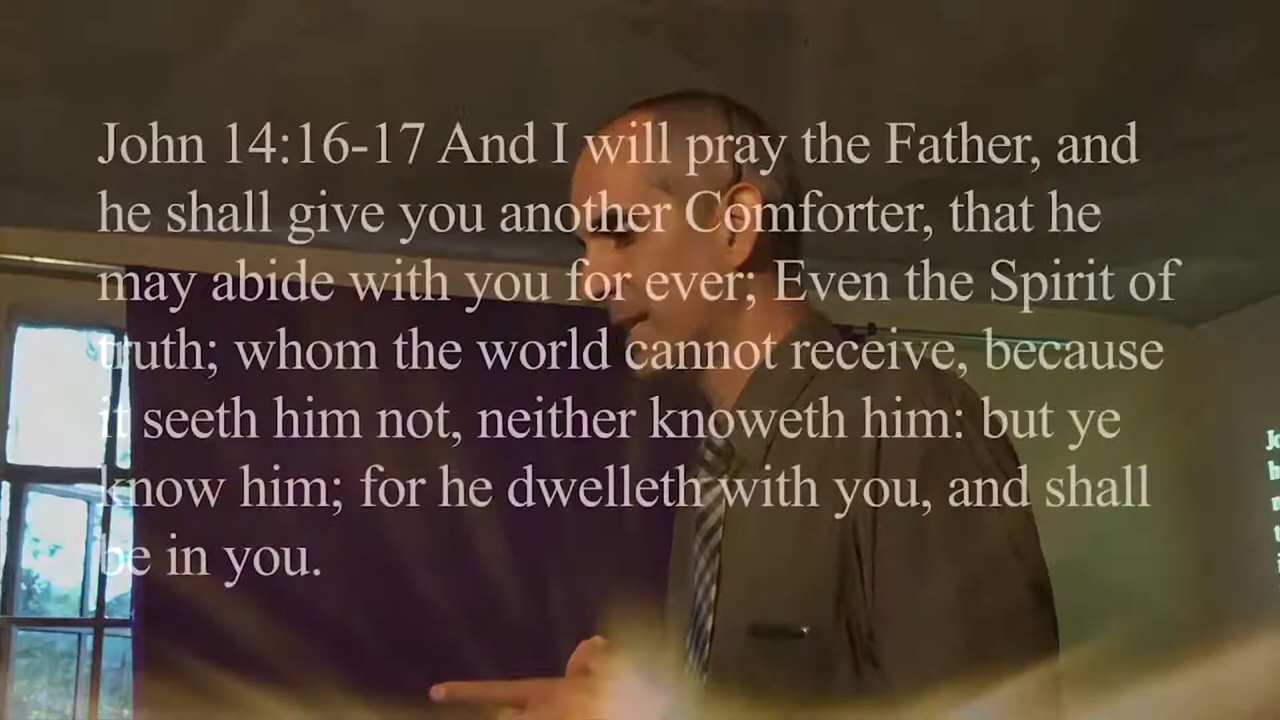 John 14:16-17 And I will pray the Father, and
he shall give you another Comforter, that he
may abide with you for ever; Even the Spirit of
truth; whom the world cannot receive, because
it seeth him not, neither knoweth him: but ye
know him; for he dwelleth with you, and shall
be in you.